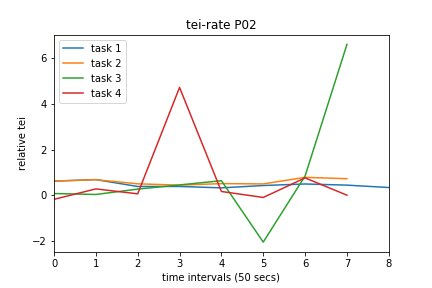 tei-rate P02
task 1
task 2
task 3
task 4
relative tei
6
4
2
0
−2
0 1 2 3 4 5 6 7 8
time intervals (50 secs)